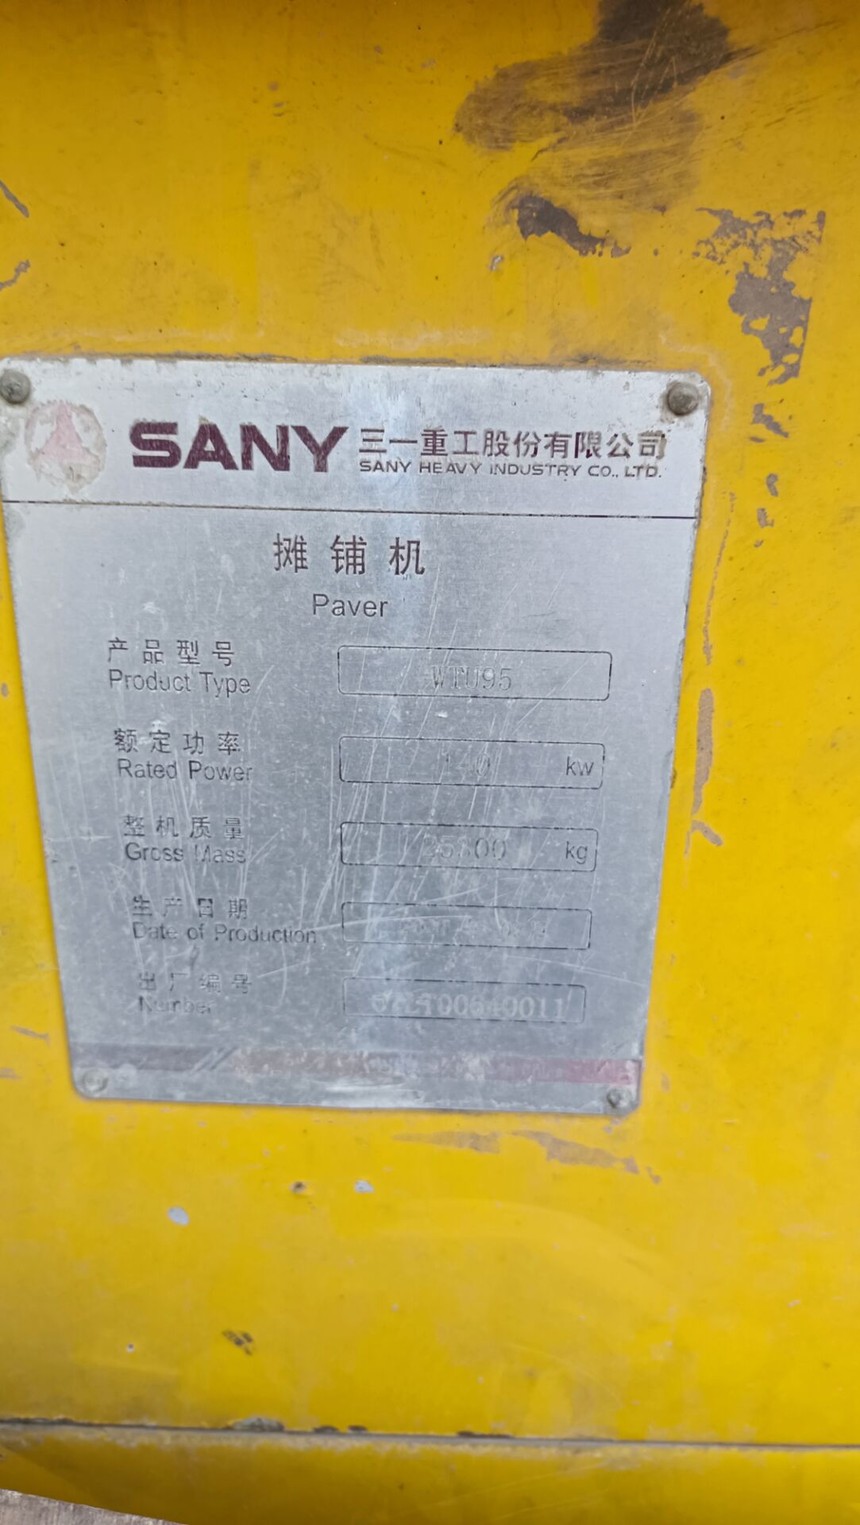 SANY 三一重工股份有限公司
SANY HEAVY INDUSTRY CO., LTD.
摊铺机
Paver
产品型号
Product Type
WTU95
额定功率
Rated Power
kw
整机质量
Gross Mass
kg
生产日期
Date of Production
出厂编号
Number